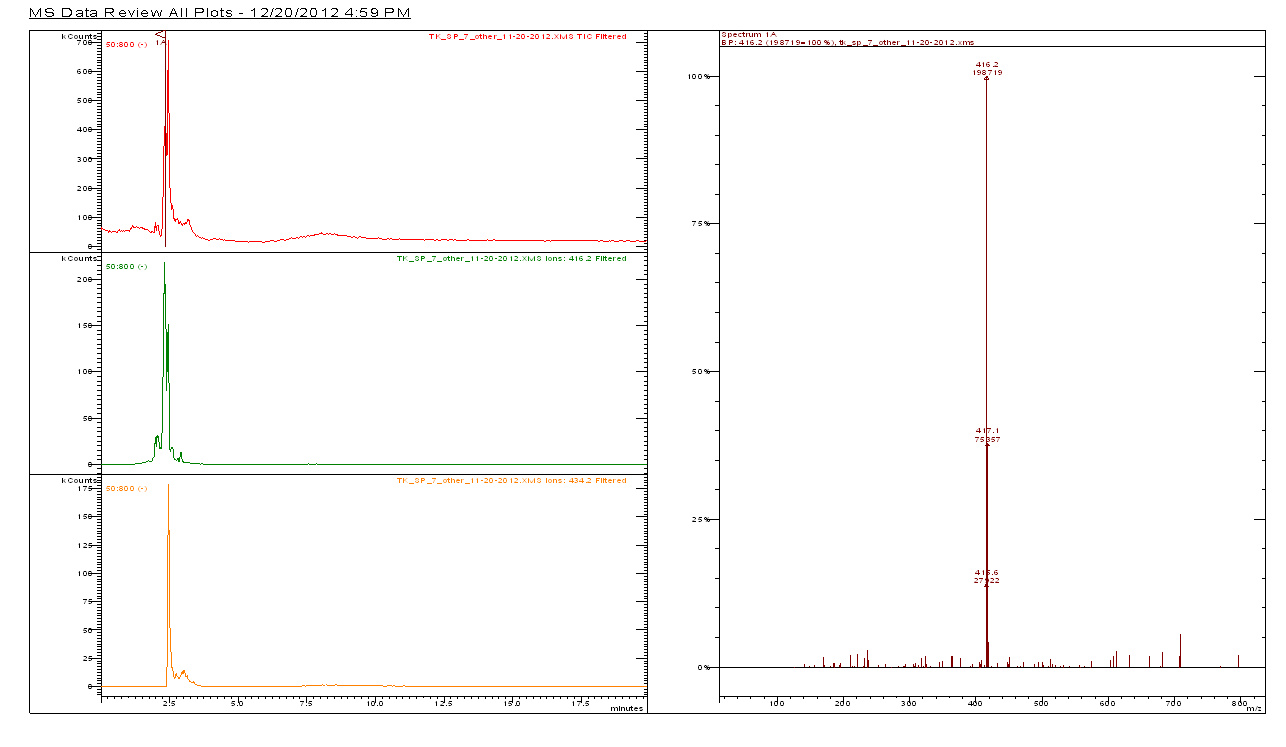 MS Data Review All Plots - 12/20/2012 4:59 PM
kCounts
50:800 (-)
1A
TK_SP_7_other_11-20-2012.XMS TIC Filtered
700
600
500
400
300
200
100
0
kCounts
50:800 (-)
TK_SP_7_other_11-20-2012.XMS Ions: 416.2 Filtered
200
150
100
50
0
kCounts
50:800 (-)
TK_SP_7_other_11-20-2012.XMS Ions: 434.2 Filtered
175
150
125
100
75
50
25
0
2.5 5.0 7.5 10.0 12.5 15.0 17.5
minutes
Spectrum 1A
BP: 416.2 (198719=100%), tk_sp_7_other_11-20-2012.xms
416.2
198719
100%
75%
50%
417.1
75357
25%
415.6
27922
0%
100 200 300 400 500 600 700 800
m/z